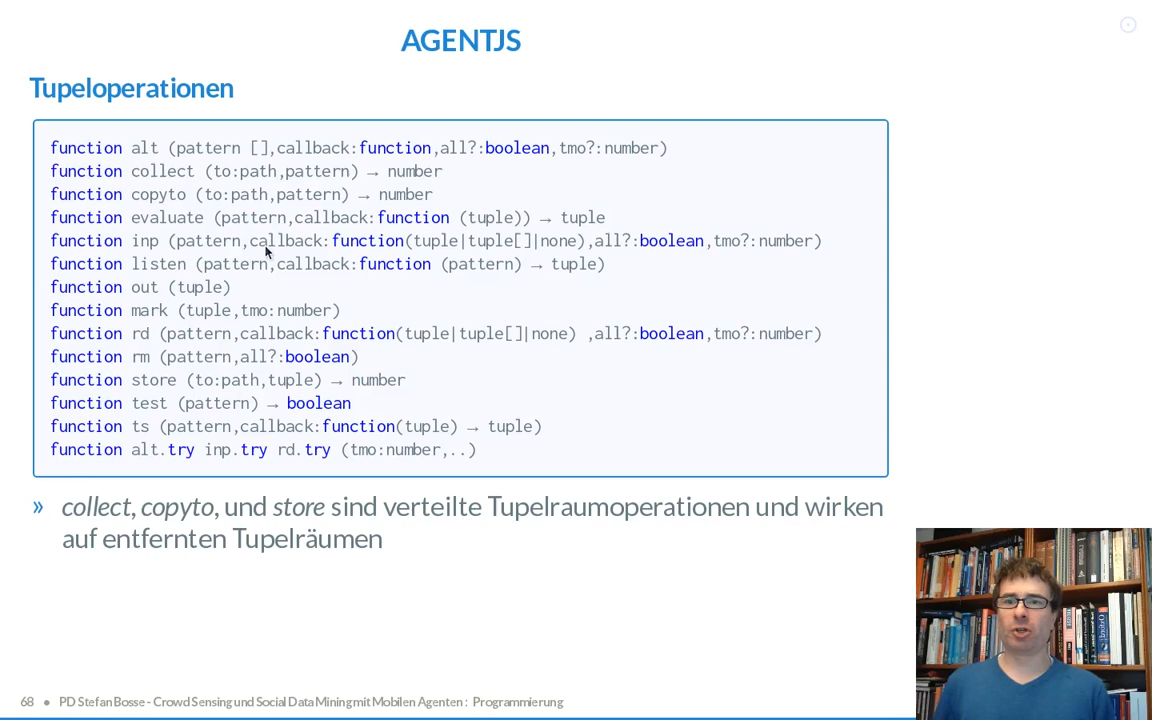 AGENTJS
Tupeloperationen
function alt (pattern [],callback:function,all?:boolean,tmo?:number)
function collect (to:path,pattern) → number
function copyto (to:path,pattern) → number
function evaluate (pattern,callback:function (tuple)) → tuple
function inp (pattern,callback:function(tuple|tuple[]|none),all?:boolean,tmo?:number)
function listen (pattern,callback:function (pattern) → tuple)
function out (tuple)
function mark (tuple,tmo:number)
function rd (pattern,callback:function(tuple|tuple[]|none) ,all?:boolean,tmo?:number)
function rm (pattern,all?:boolean)
function store (to:path,tuple) → number
function test (pattern) → boolean
function ts (pattern,callback:function(tuple) → tuple)
function alt.try inp.try rd.try (tmo:number,..)
» collect, copyto, und store sind verteilte Tupelraumoperationen und wirken
auf entfernten Tupelräumen
68 • PD Stefan Bosse - Crowd Sensing und Social Data Mining mit Mobilen Agenten : Programmierung